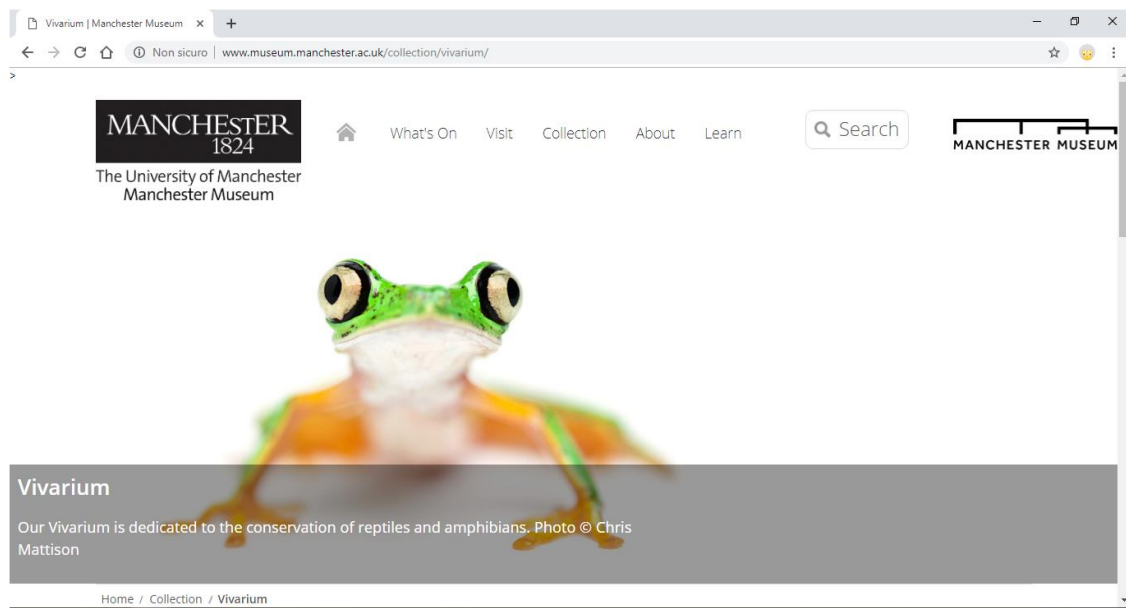 Vivarium | Manchester Museum
Non sicuro | www.museum.manchester.ac.uk/collection/vivarium/
>
MANCHESTER
1824
The University of Manchester
Manchester Museum
What's On Visit Collection About Learn
Search
MANCHESTER MUSEUM
Vivarium
Our Vivarium is dedicated to the conservation of reptiles and amphibians. Photo © Chris
Mattison
Home / Collection / Vivarium